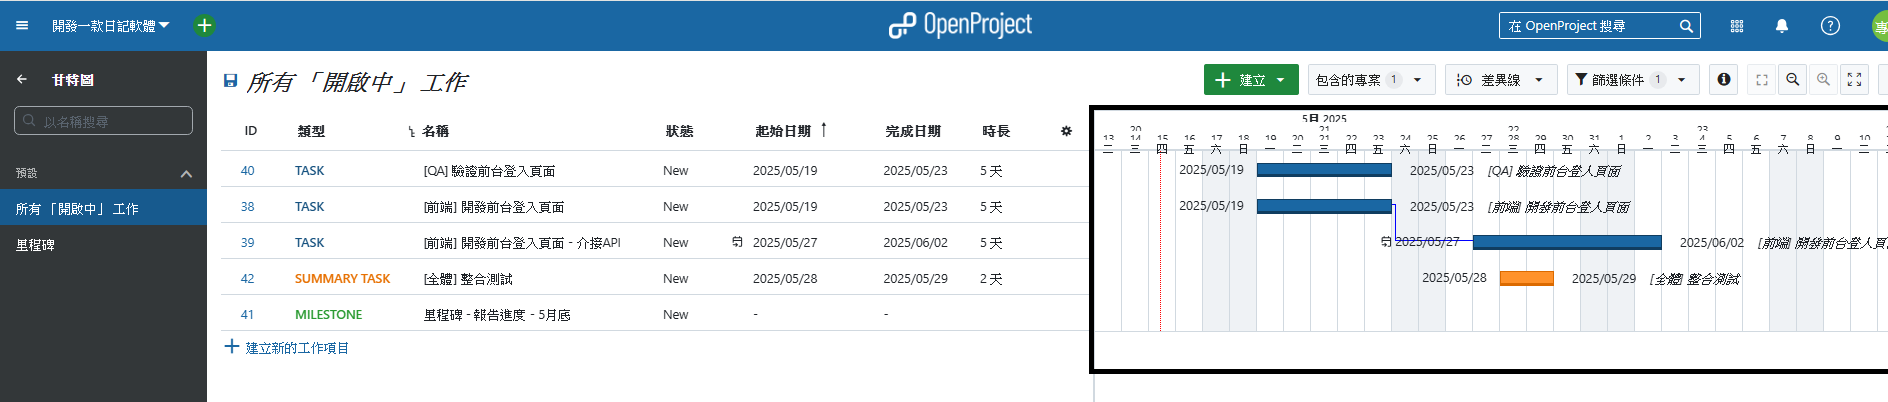 開發一款日記軟體
OpenProject
在 OpenProject 搜尋
專
甘特圖
以名稱搜尋
預設
所有「開啟中」工作
里程碑
所有「開啟中」工作
建立
包含的專案 1
差異線
篩選條件 1
ID 類型 名稱 狀態 起始日期 完成日期 時長
40 TASK [QA] 驗證前台登入頁面 New 2025/05/19 2025/05/23 5 天
38 TASK [前端] 開發前台登入頁面 New 2025/05/19 2025/05/23 5 天
39 TASK [前端] 開發前台登入頁面 - 介接API New 2025/05/27 2025/06/02 5 天
42 SUMMARY TASK [全體] 整合測試 New 2025/05/28 2025/05/29 2 天
41 MILESTONE 里程碑 - 報告進度 - 5月底 New - -
建立新的工作項目
5月 2025
20 21 22 23
13 14 15 16 17 18 19 20 21 22 23 24 25 26 27 28 29 30 31 1 2 3 4 5 6 7 8 9 10
二 三 四 五 六 日 一 二 三 四 五 六 日 一 二 三 四 五 六 日 一 二 三 四 五 六 日 一 二
2025/05/19 2025/05/23 [QA] 驗證前台登入頁面
2025/05/19 2025/05/23 [前端] 開發前台登入頁面
2025/05/27 2025/06/02 [前端] 開發前台登入頁
2025/05/28 2025/05/29 [全體] 整合測試